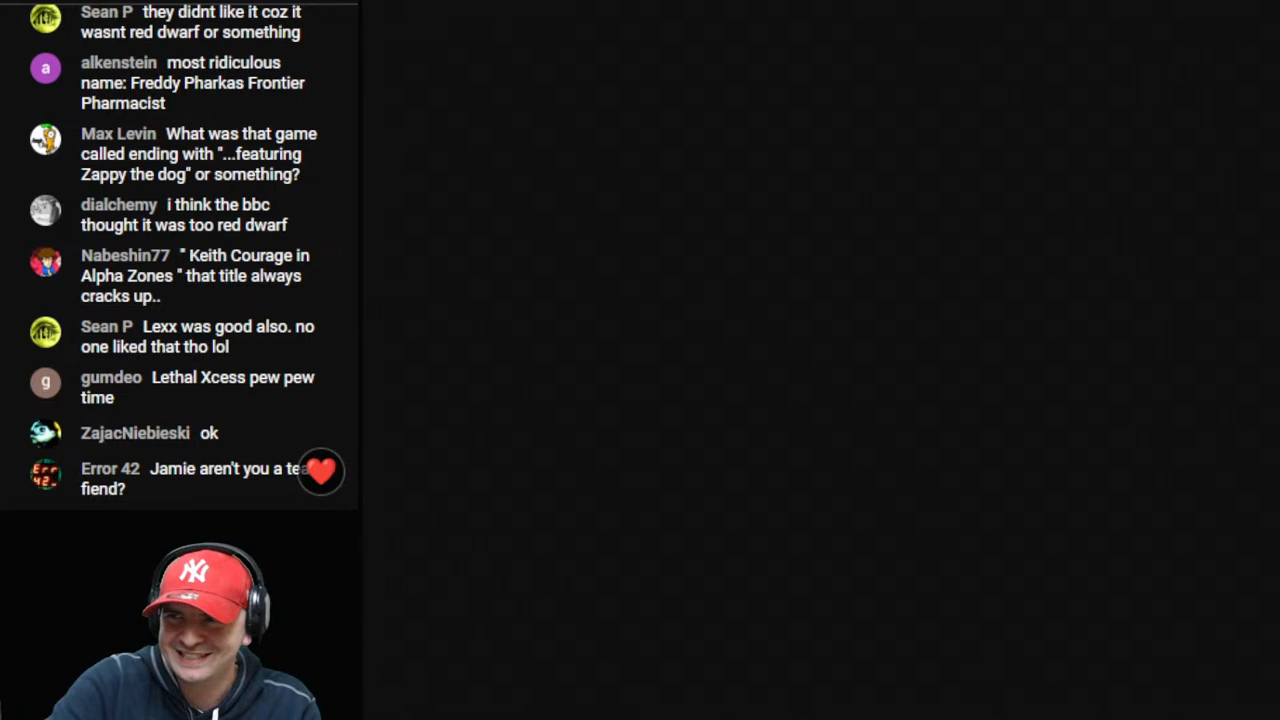 Sean P they didnt like it coz it
wasnt red dwarf or something
a
alkenstein most ridiculous
name: Freddy Pharkas Frontier
Pharmacist
Max Levin What was that game
called ending with "...featuring
Zappy the dog" or something?
dialchemy i think the bbc
thought it was too red dwarf
Nabeshin77 " Keith Courage in
Alpha Zones " that title always
cracks up..
Sean P Lexx was good also. no
one liked that tho lol
g
gumdeo Lethal Xcess pew pew
time
ZajacNiebieski ok
Err
42_
Error 42 Jamie aren't you a tea
fiend?
NY